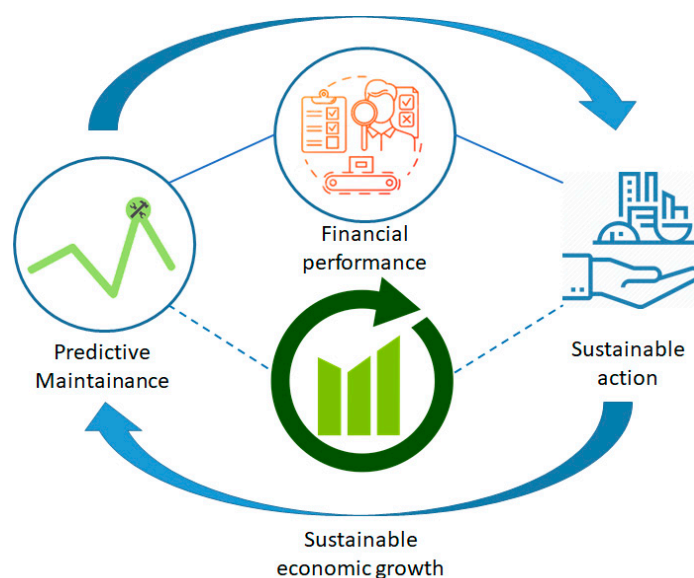 Financial
performance
Predictive
Maintainance
Sustainable
action
Sustainable
economic growth